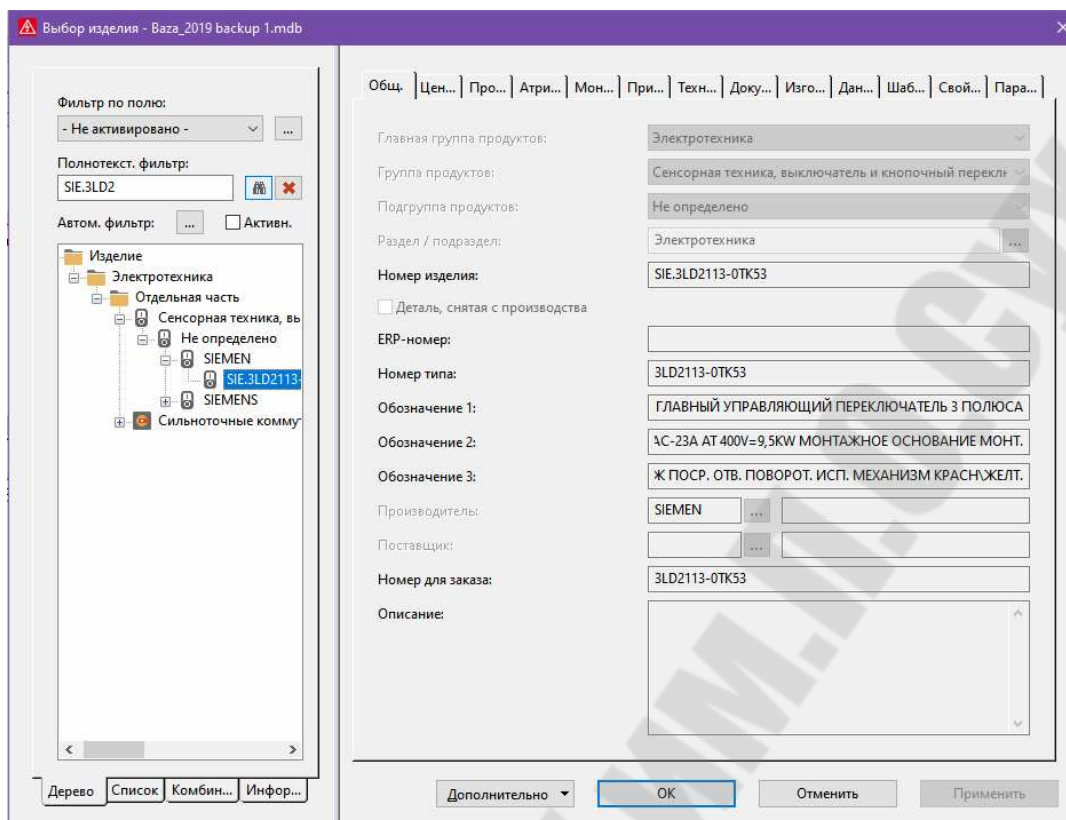 Выбор изделия - Baza_2019 backup 1.mdb
Фильтр по полю:
- Не активировано -
...
Полнотекст. фильтр:
SIE.3LD2
Автом. фильтр:
...
Активн.
Изделие
Электротехника
Отдельная часть
Сенсорная техника, вь
Не определено
SIEMEN
SIE.3LD2113-
SIEMENS
Сильноточные комму
Дерево
Список
Комбин...
Инфор...
Общ.
Цен...
Про...
Атри...
Мон...
При...
Техн...
Доку...
Изго...
Дан...
Шаб...
Свой...
Пара...
Главная группа продуктов:
Электротехника
Группа продуктов:
Сенсорная техника, выключатель и кнопочный перекл
Подгруппа продуктов:
Не определено
Раздел / подраздел:
Электротехника
...
Номер изделия:
SIE.3LD2113-0TK53
Деталь, снятая с производства
ERP-номер:
Номер типа:
3LD2113-0TK53
Обозначение 1:
ГЛАВНЫЙ УПРАВЛЯЮЩИЙ ПЕРЕКЛЮЧАТЕЛЬ 3 ПОЛЮСА
Обозначение 2:
AC-23A AT 400V=9,5KW МОНТАЖНОЕ ОСНОВАНИЕ МОНТ.
Обозначение 3:
Ж ПОСР. ОТВ. ПОВОРОТ. ИСП. МЕХАНИЗМ КРАСН\ЖЕЛТ.
Производитель:
SIEMEN
...
Поставщик:
...
Номер для заказа:
3LD2113-0TK53
Описание:
Дополнительно
OK
Отменить
Применить